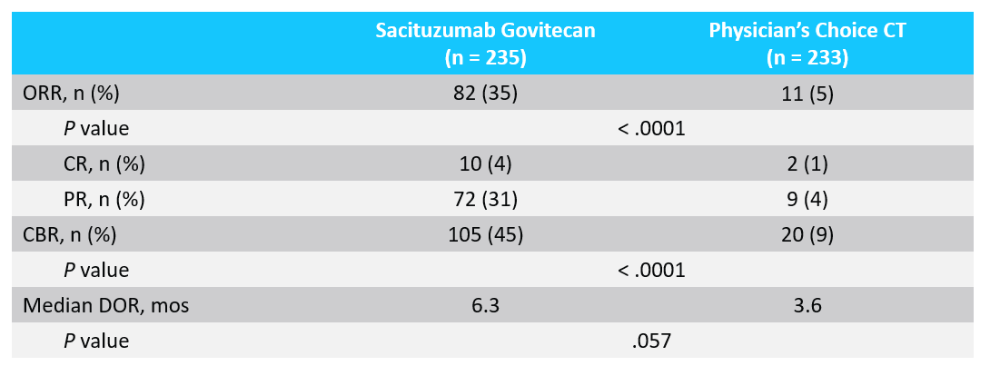 Sacituzumab Govitecan Physician’s Choice CT
(n = 235) (n = 233)
ORR, n (%) 82 (35) 11 (5)
P value < .0001
CR, n (%) 10 (4) 2 (1)
PR, n (%) 72 (31) 9 (4)
CBR, n (%) 105 (45) 20 (9)
P value < .0001
Median DOR, mos 6.3 3.6
P value .057